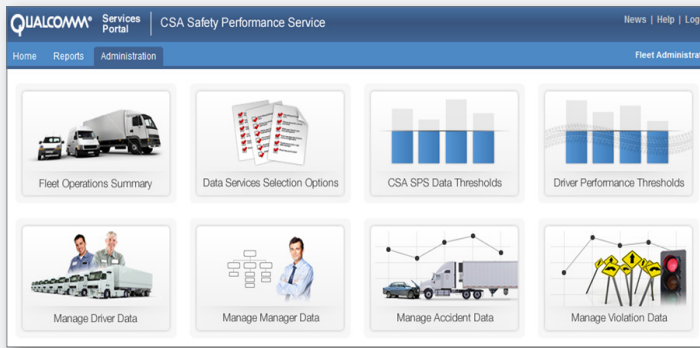 QUALCOMM® Services Portal CSA Safety Performance Service News | Help | Log
Home Reports Administration Fleet Administra
Fleet Operations Summary Data Services Selection Options CSA SPS Data Thresholds Driver Performance Thresholds
Manage Driver Data Manage Manager Data Manage Accident Data Manage Violation Data